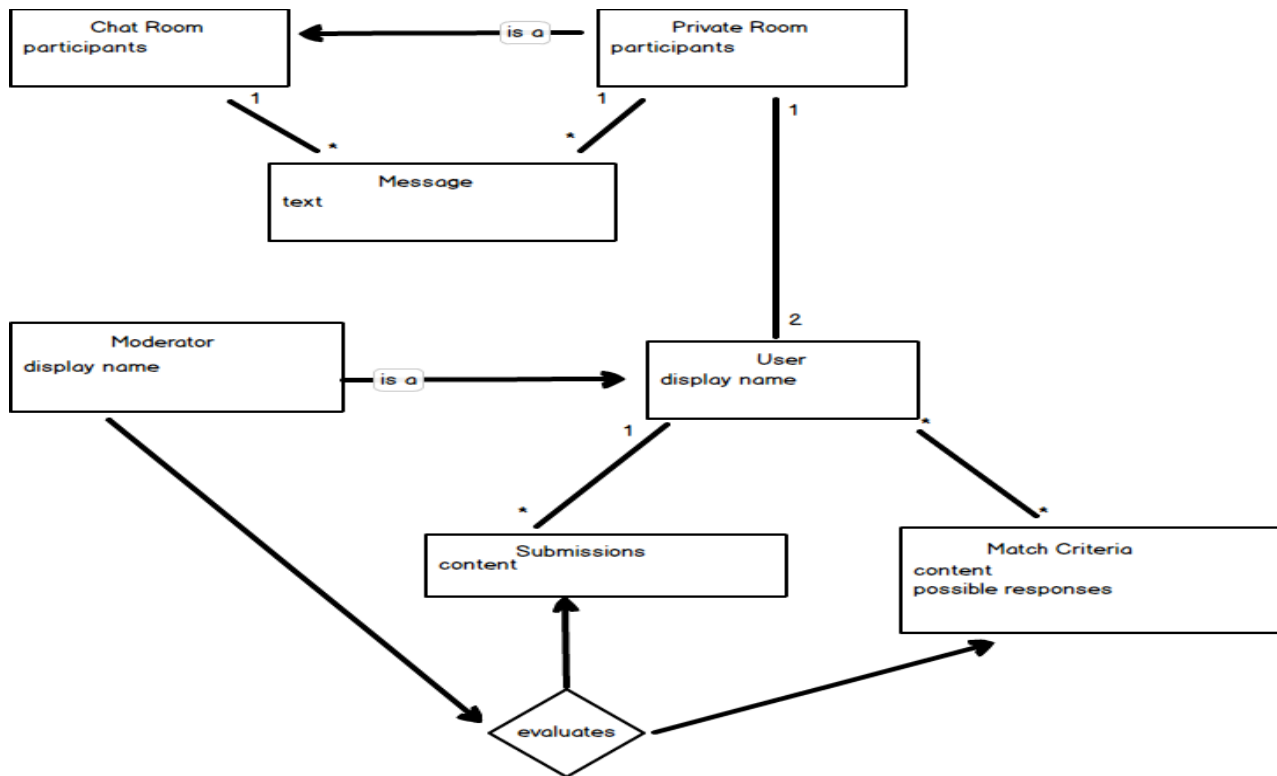 Chat Room
participants
is a
Private Room
participants
1
*
1
*
1
2
Message
text
Moderator
display name
is a
User
display name
1
*
*
*
Submissions
content
Match Criteria
content
possible responses
evaluates